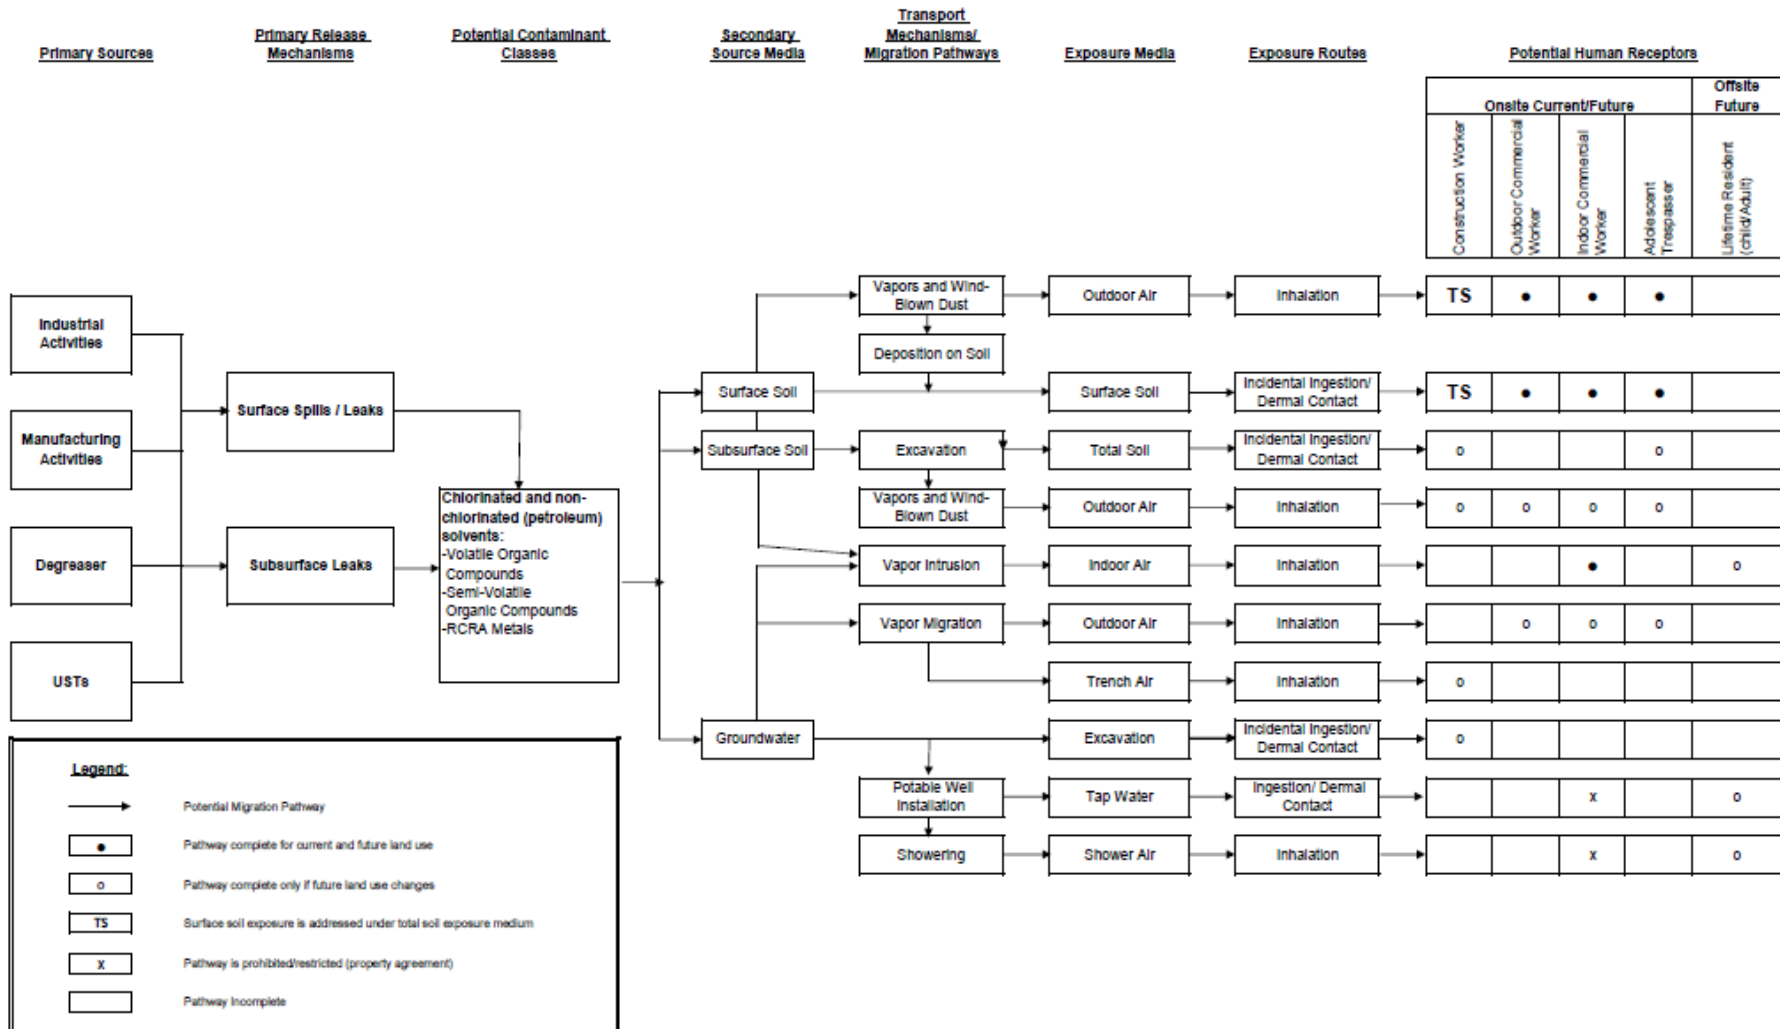 Primary Sources
Primary Release
Mechanisms
Potential Contaminant
Classes
Secondary
Source Media
Transport
Mechanisms/
Migration Pathways
Exposure Media
Exposure Routes
Potential Human Receptors
Onsite Current/Future
Offsite
Future
Construction Worker
Outdoor Commercial
Worker
Indoor Commercial
Worker
Adolescent
Trespasser
Lifetime Resident
(child/Adult)
Industrial
Activities
Manufacturing
Activities
Degreaser
USTs
Surface Spills / Leaks
Subsurface Leaks
Chlorinated and non-
chlorinated (petroleum)
solvents:
-Volatile Organic
Compounds
-Semi-Volatile
Organic Compounds
-RCRA Metals
Surface Soil
Subsurface Soil
Groundwater
Vapors and Wind-
Blown Dust
Outdoor Air
Inhalation
TS • • •
Deposition on Soil
Surface Soil
Incidental Ingestion/
Dermal Contact
TS • • •
Excavation
Total Soil
Incidental Ingestion/
Dermal Contact
o o
Vapors and Wind-
Blown Dust
Outdoor Air
Inhalation
o o o o
Vapor Intrusion
Indoor Air
Inhalation
• o
Vapor Migration
Outdoor Air
Inhalation
o o o
Trench Air
Inhalation
o
Excavation
Incidental Ingestion/
Dermal Contact
o
Potable Well
Installation
Tap Water
Ingestion/ Dermal
Contact
x o
Showering
Shower Air
Inhalation
x o
Legend:
Potential Migration Pathway
• Pathway complete for current and future land use
o Pathway complete only if future land use changes
TS Surface soil exposure is addressed under total soil exposure medium
x Pathway is prohibited/restricted (property agreement)
Pathway Incomplete